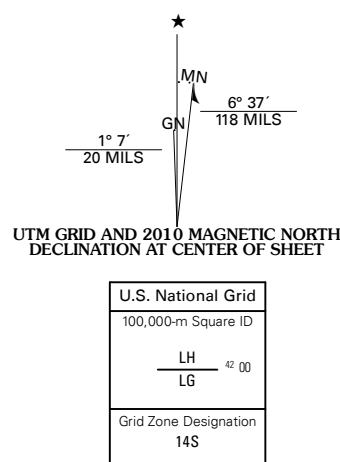 ★
MN
GN
6° 37´
118 MILS
1° 7´
20 MILS
UTM GRID AND 2010 MAGNETIC NORTH
DECLINATION AT CENTER OF SHEET
U.S. National Grid
100,000-m Square ID
LH
42 00
LG
Grid Zone Designation
14S